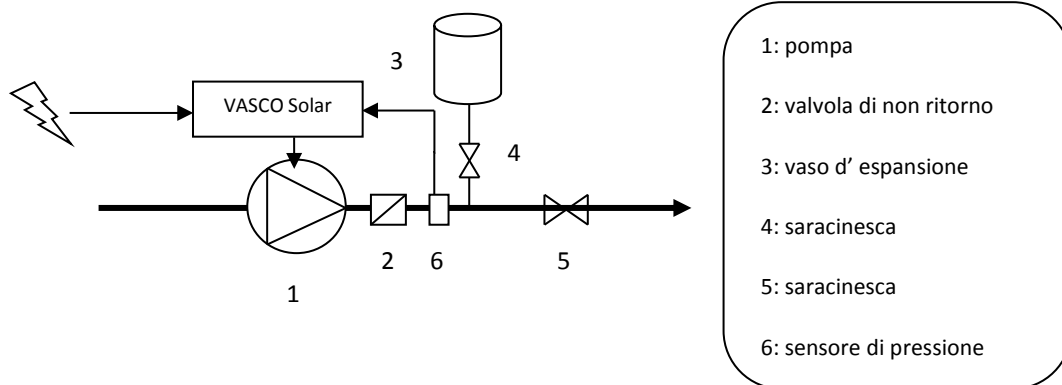 3
VASCO Solar
4
2
6
5
1
1: pompa
2: valvola di non ritorno
3: vaso d' espansione
4: saracinesca
5: saracinesca
6: sensore di pressione